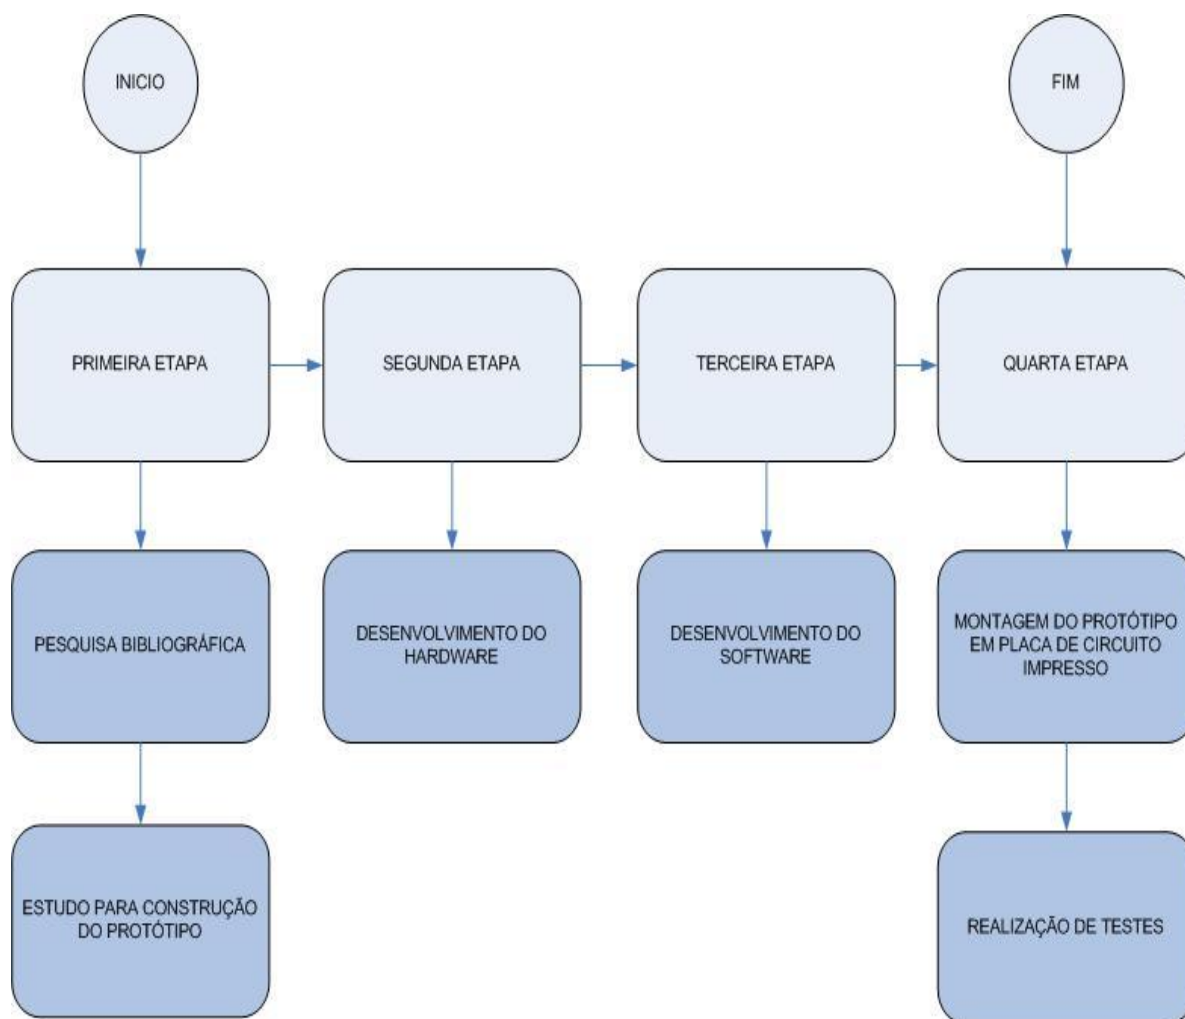 INICIO
FIM
PRIMEIRA ETAPA
SEGUNDA ETAPA
TERCEIRA ETAPA
QUARTA ETAPA
PESQUISA BIBLIOGRÁFICA
DESENVOLVIMENTO DO
HARDWARE
DESENVOLVIMENTO DO
SOFTWARE
MONTAGEM DO PROTÓTIPO
EM PLACA DE CIRCUITO
IMPRESSO
ESTUDO PARA CONSTRUÇÃO
DO PROTÓTIPO
REALIZAÇÃO DE TESTES